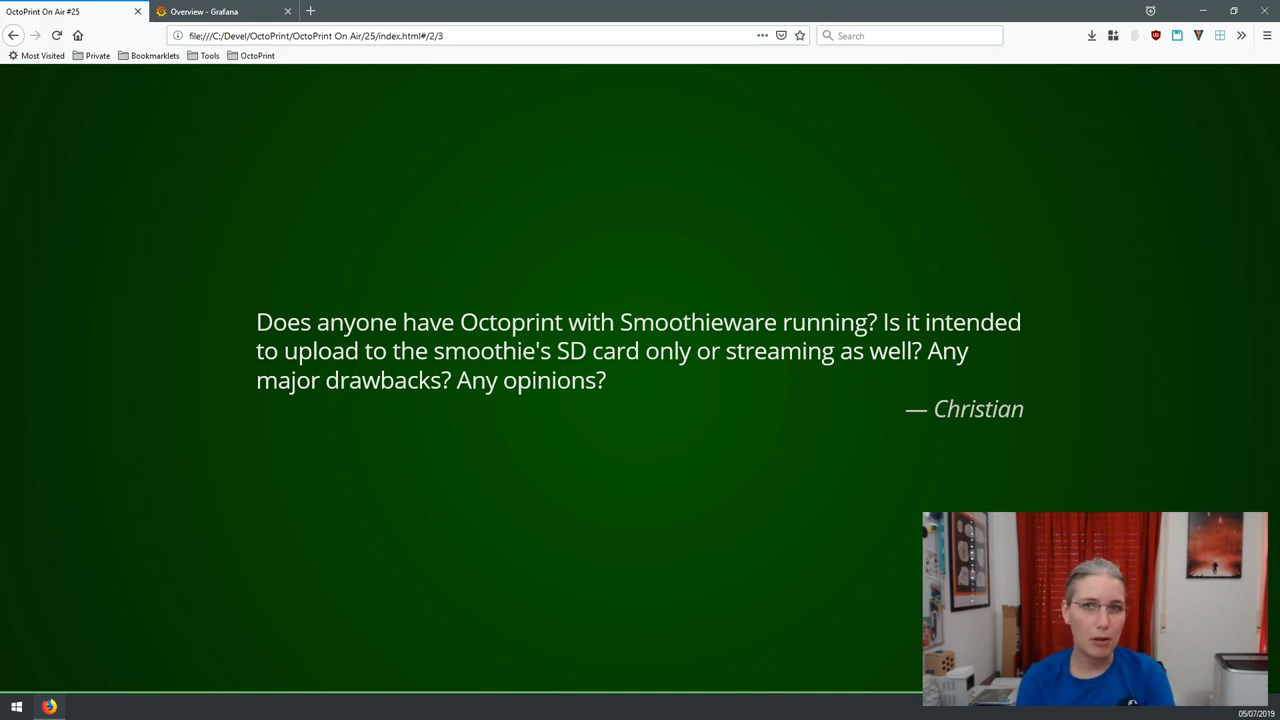 OctoPrint On Air #25
Overview - Grafana
file:///C:/Devel/OctoPrint/OctoPrint On Air/25/index.html#/2/3
Search
Most Visited
Private
Bookmarklets
Tools
OctoPrint
Does anyone have Octoprint with Smoothieware running? Is it intended
to upload to the smoothie's SD card only or streaming as well? Any
major drawbacks? Any opinions?
— Christian
05/07/2019